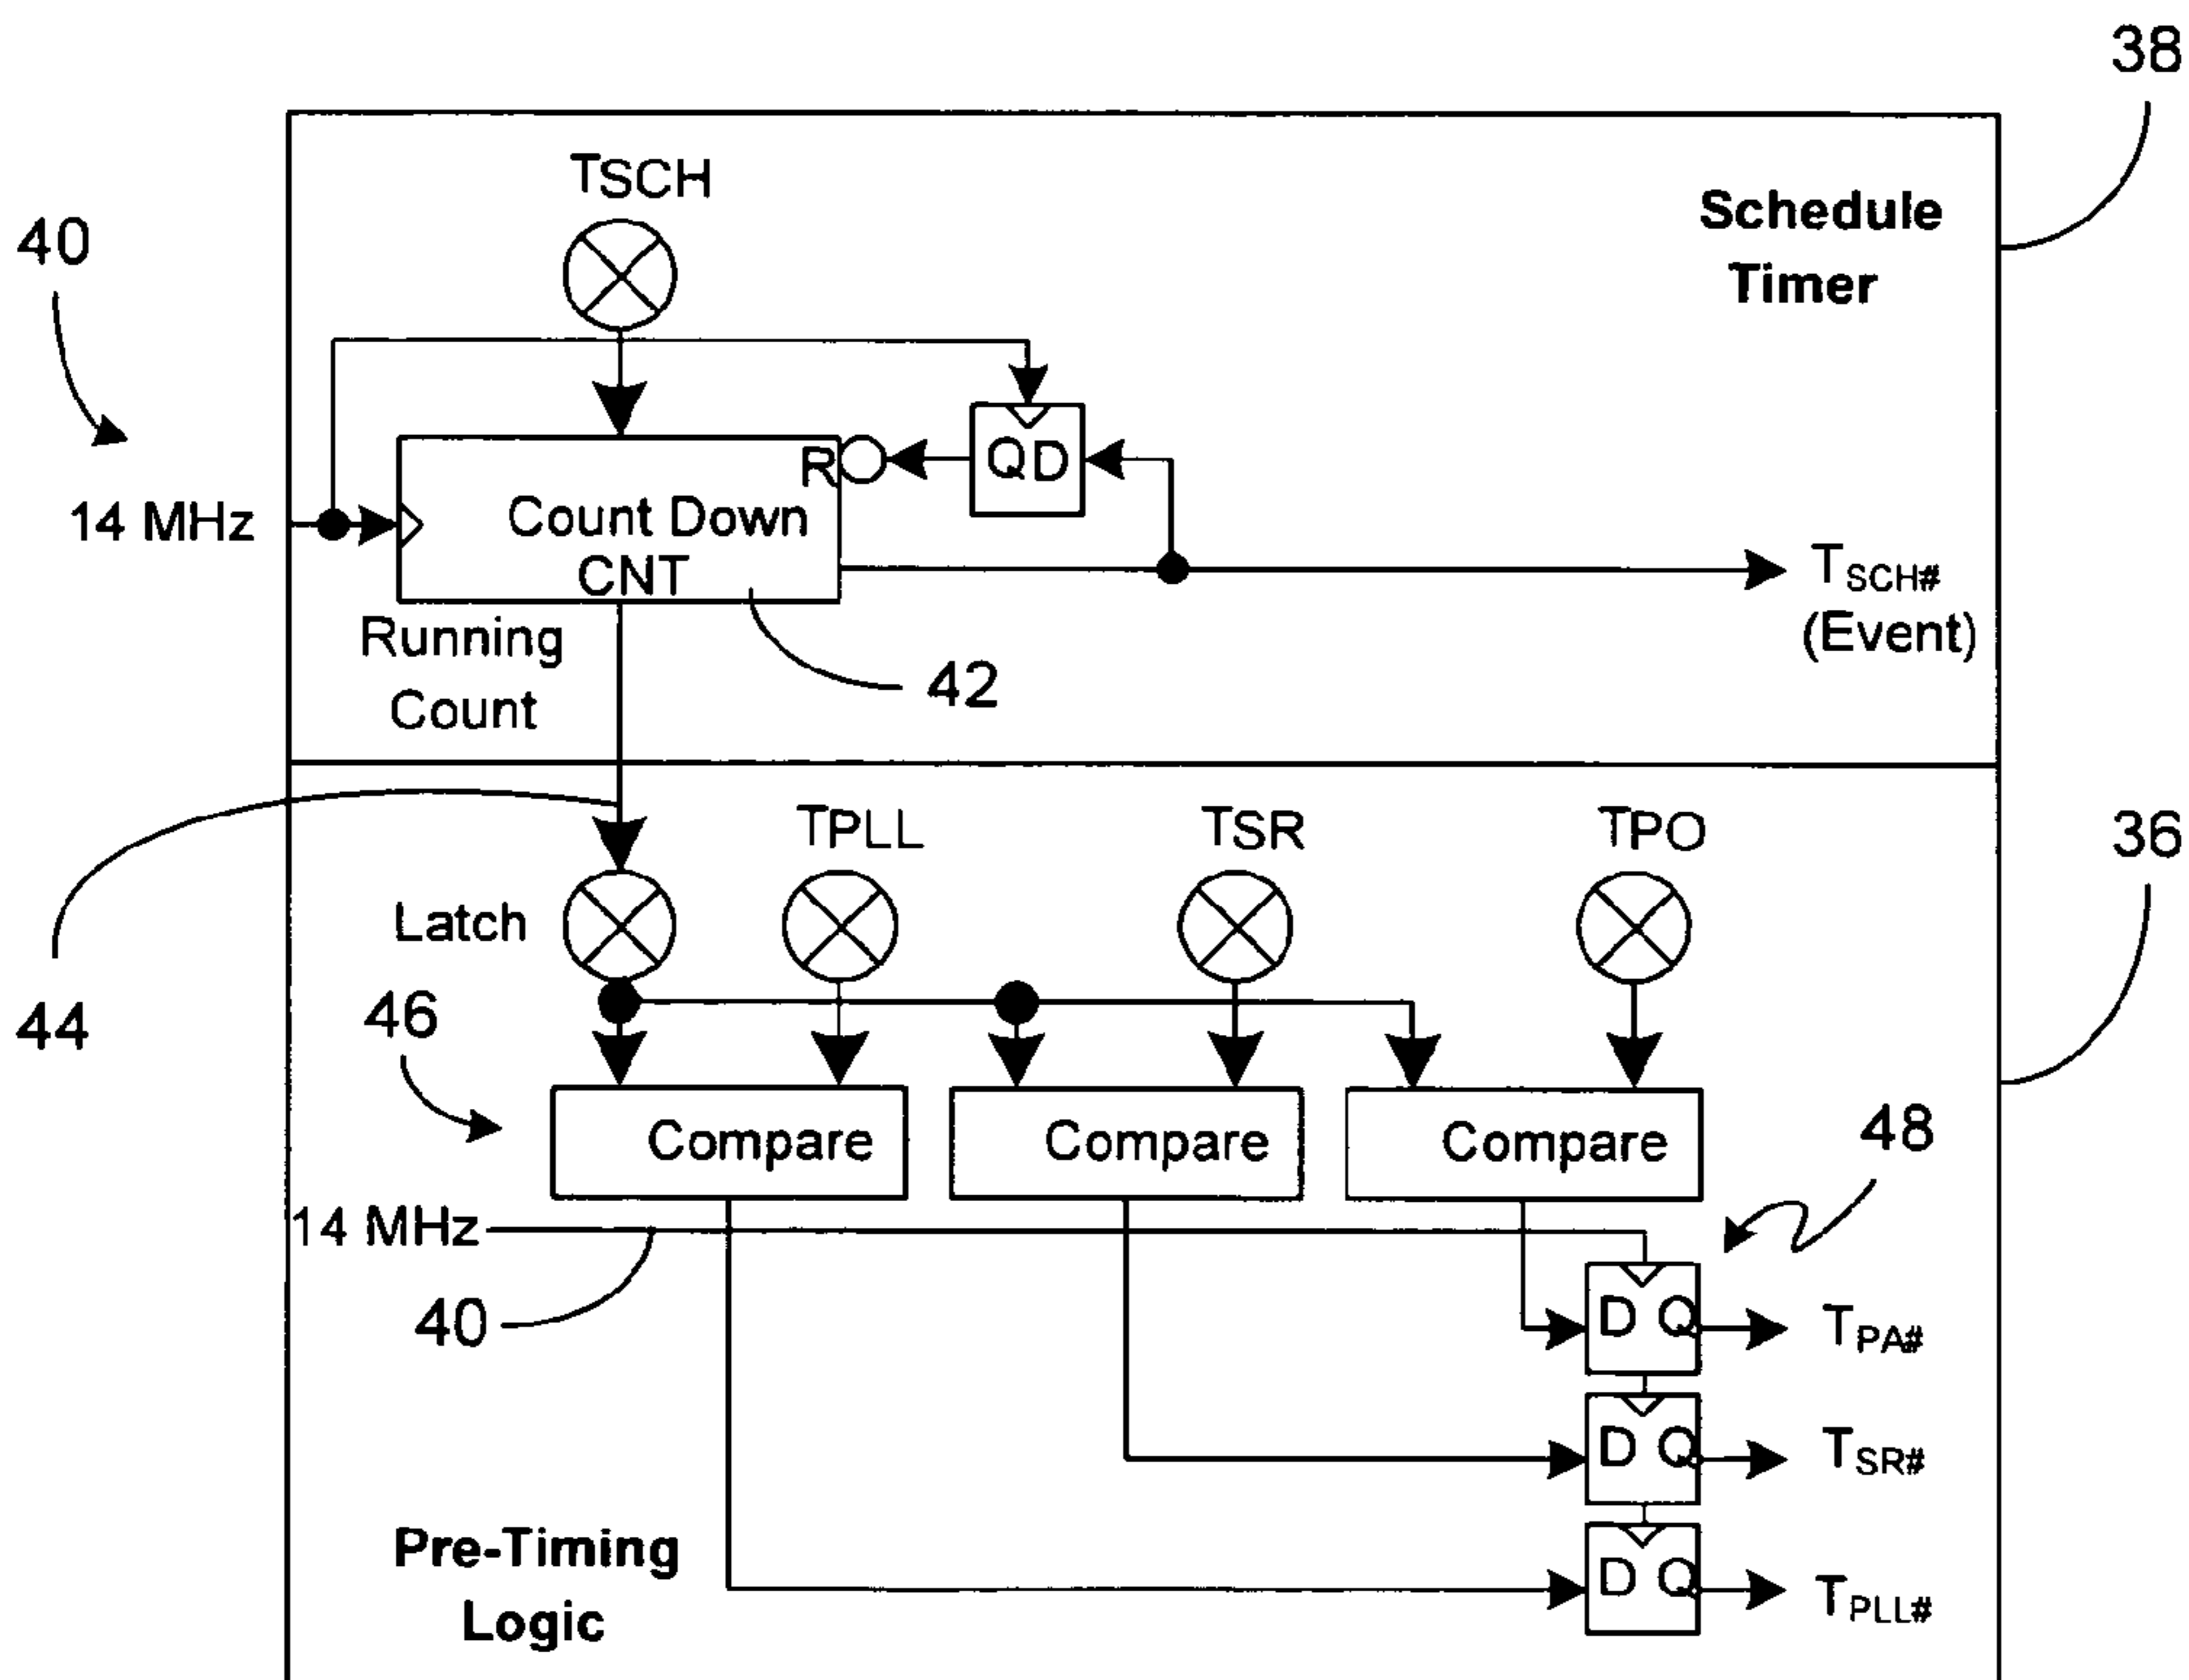 38
TSCH
Schedule
Timer
40
R
QD
14 MHz
Count Down
CNT
TSCH#
(Event)
Running
Count
42
44
TPLL
TSR
TPO
36
Latch
46
Compare
Compare
Compare
48
14 MHz
40
D Q
TPA#
D Q
TSR#
D Q
TPLL#
Pre-Timing
Logic